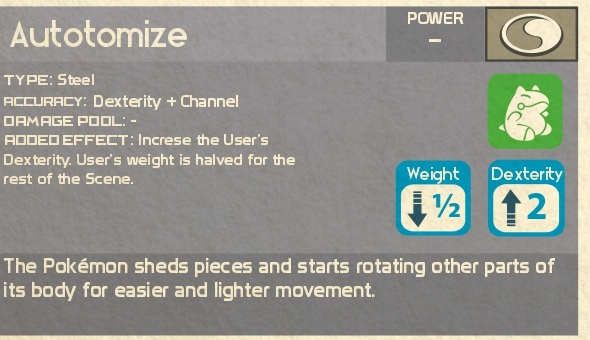 Autotomize
POWER
–
TYPE: Steel
ACCURACY: Dexterity + Channel
DAMAGE POOL: -
ADDED EFFECT: Increse the User's
Dexterity. User's weight is halved for the
rest of the Scene.
Weight
½
Dexterity
2
The Pokémon sheds pieces and starts rotating other parts of
its body for easier and lighter movement.